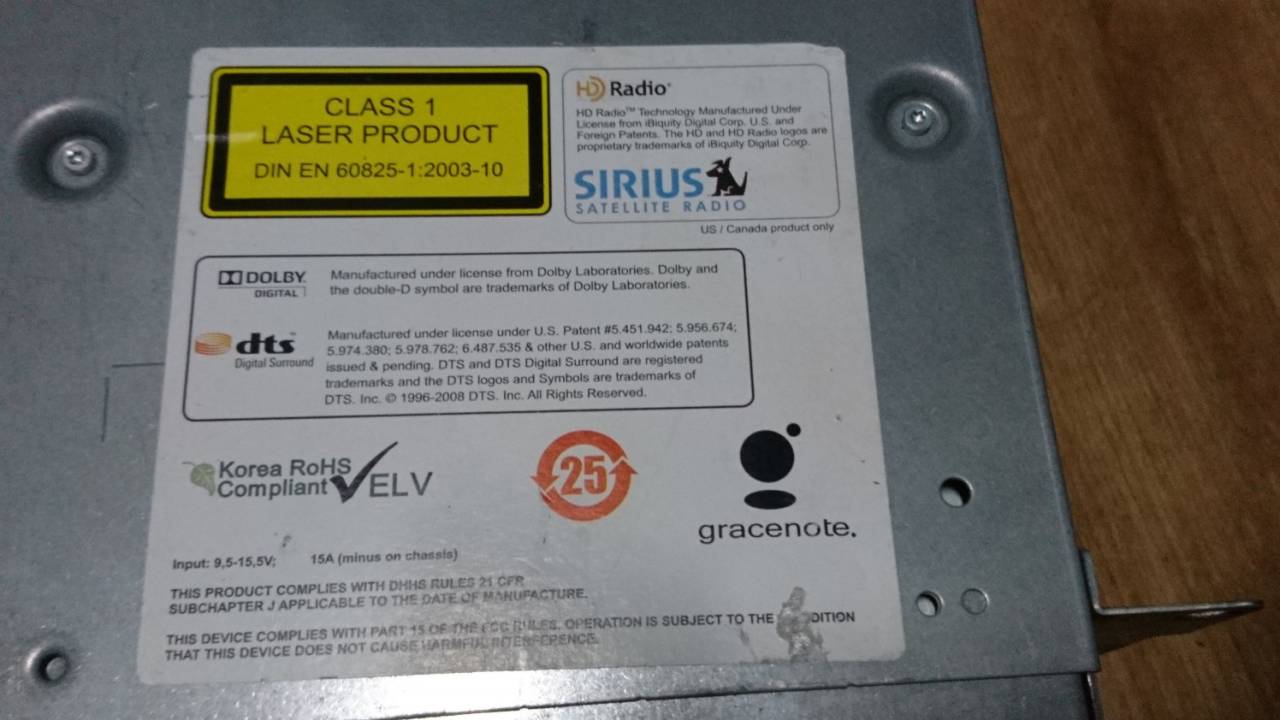 CLASS 1
LASER PRODUCT
DIN EN 60825-1:2003-10
HD Radio®
HD Radio™ Technology Manufactured Under
License from iBiquity Digital Corp. U.S. and
Foreign Patents. The HD and HD Radio logos are
proprietary trademarks of iBiquity Digital Corp.
SIRIUS
SATELLITE RADIO
US / Canada product only
DOLBY
DIGITAL
Manufactured under license from Dolby Laboratories. Dolby and
the double-D symbol are trademarks of Dolby Laboratories.
dts™
Digital Surround
Manufactured under license under U.S. Patent #5.451.942; 5.956.674;
5.974.380; 5.978.762; 6.487.535 & other U.S. and worldwide patents
issued & pending. DTS and DTS Digital Surround are registered
trademarks and the DTS logos and Symbols are trademarks of
DTS. Inc. © 1996-2008 DTS. Inc. All Rights Reserved.
Korea RoHS
Compliant ELV
25
gracenote.
Input: 9,5-15,5V; 15A (minus on chassis)
THIS PRODUCT COMPLIES WITH DHHS RULES 21 CFR
SUBCHAPTER J APPLICABLE TO THE DATE OF MANUFACTURE.
THIS DEVICE COMPLIES WITH PART 15 OF THE FCC RULES. OPERATION IS SUBJECT TO THE DITION
THAT THIS DEVICE DOES NOT CAUSE HARMFUL INTERFERENCE.